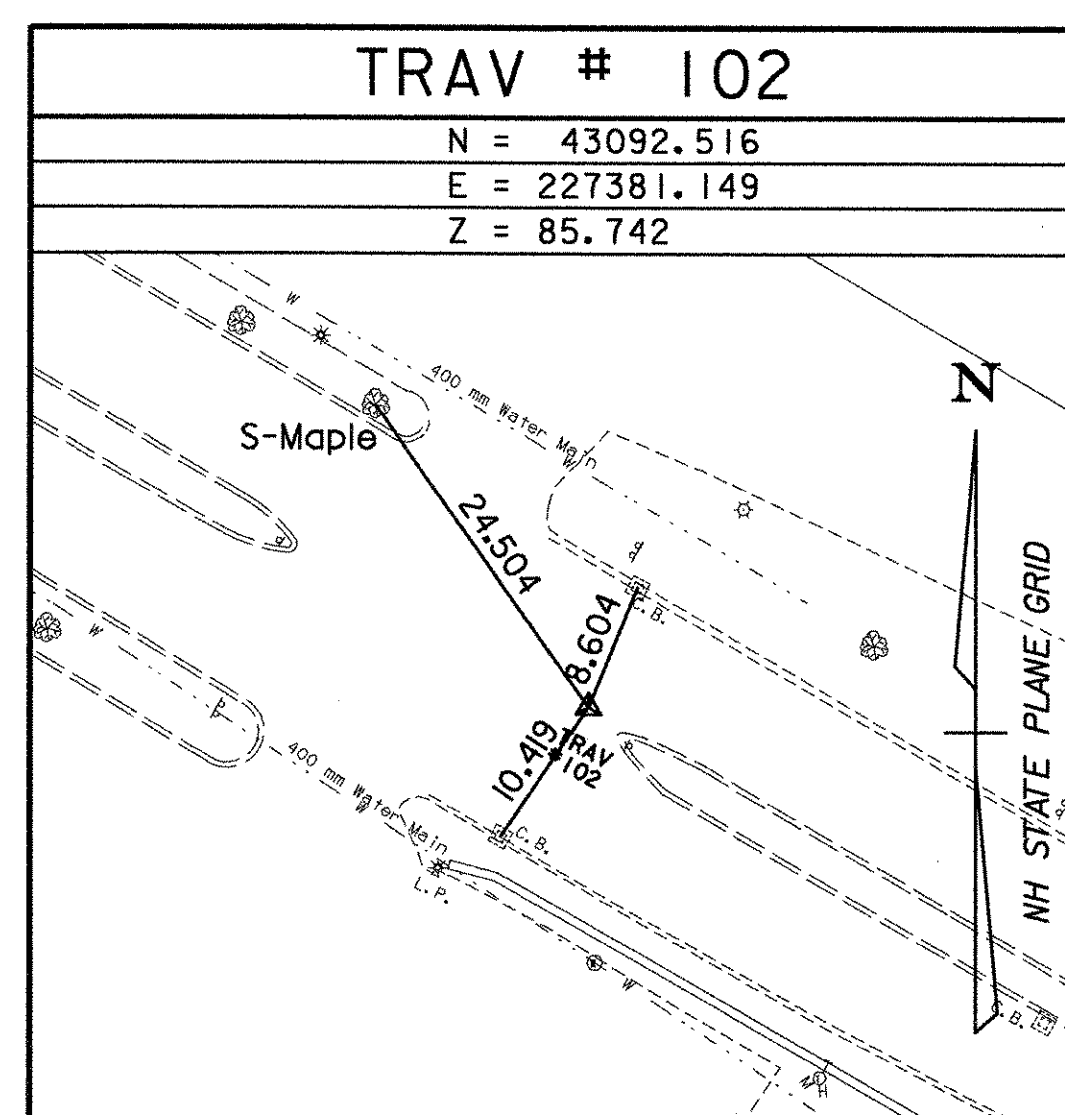 TRAV # 102
N = 43092.516
E = 227381.149
Z = 85.742
W
400 mm Water Main
W
N
S-Maple
24.504
NH STATE PLANE GRID
C.B.
8.604
W
10.419
TRAV
102
400 mm Water Main
W
C.B.
L.P.
W
C.B.
MH